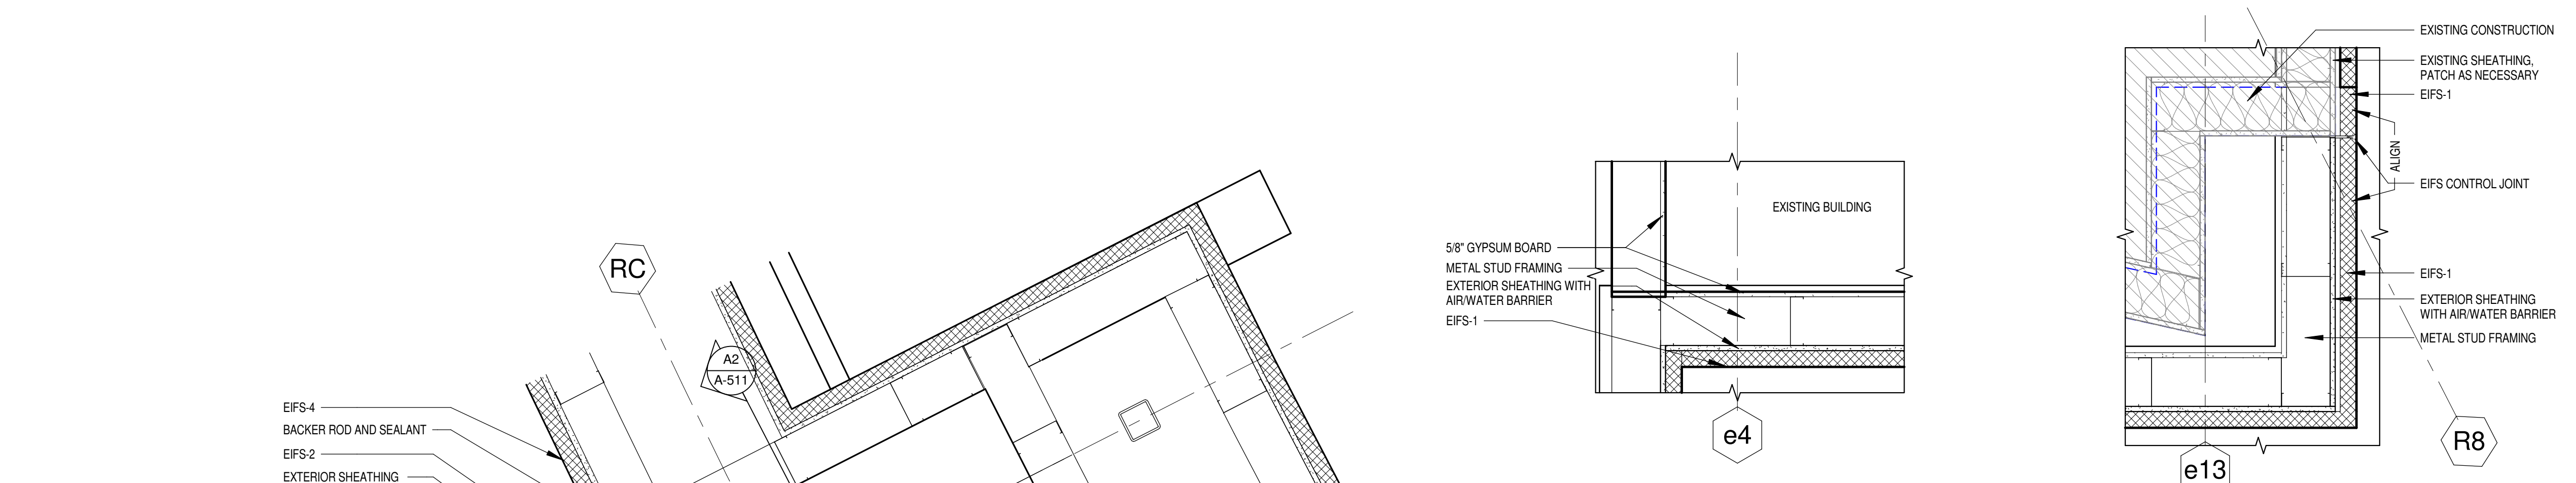 RC
A2
A-511
EIFS-4
BACKER ROD AND SEALANT
EIFS-2
EXTERIOR SHEATHING
EXISTING BUILDING
5/8" GYPSUM BOARD
METAL STUD FRAMING
EXTERIOR SHEATHING WITH
AIR/WATER BARRIER
EIFS-1
e4
EXISTING CONSTRUCTION
EXISTING SHEATHING,
PATCH AS NECESSARY
EIFS-1
ALIGN
EIFS CONTROL JOINT
EIFS-1
EXTERIOR SHEATHING
WITH AIR/WATER BARRIER
METAL STUD FRAMING
R8
e13